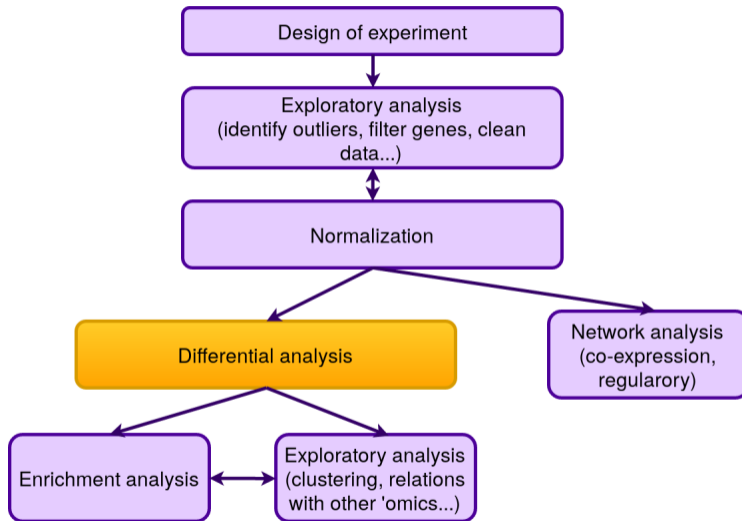 Design of experiment
Exploratory analysis
(identify outliers, filter genes, clean
data...)
Normalization
Differential analysis
Network analysis
(co-expression,
regularory)
Enrichment analysis
Exploratory analysis
(clustering, relations
with other 'omics...)